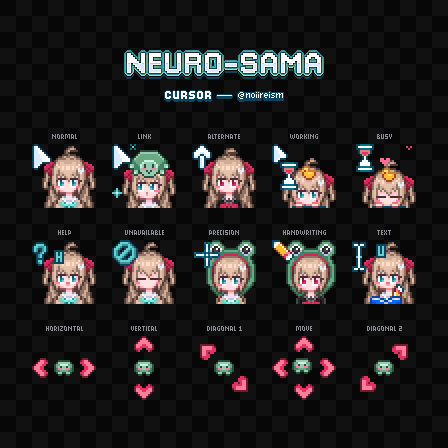 NEURO-SAMA
CURSOR — @noiireism
NORMAL LINK ALTERNATE WORKING BUSY
HELP UNAVAILABLE PRECISION HANDWRITING TEXT
HORIZONTAL VERTICAL DIAGONAL 1 MOVE DIAGONAL 2